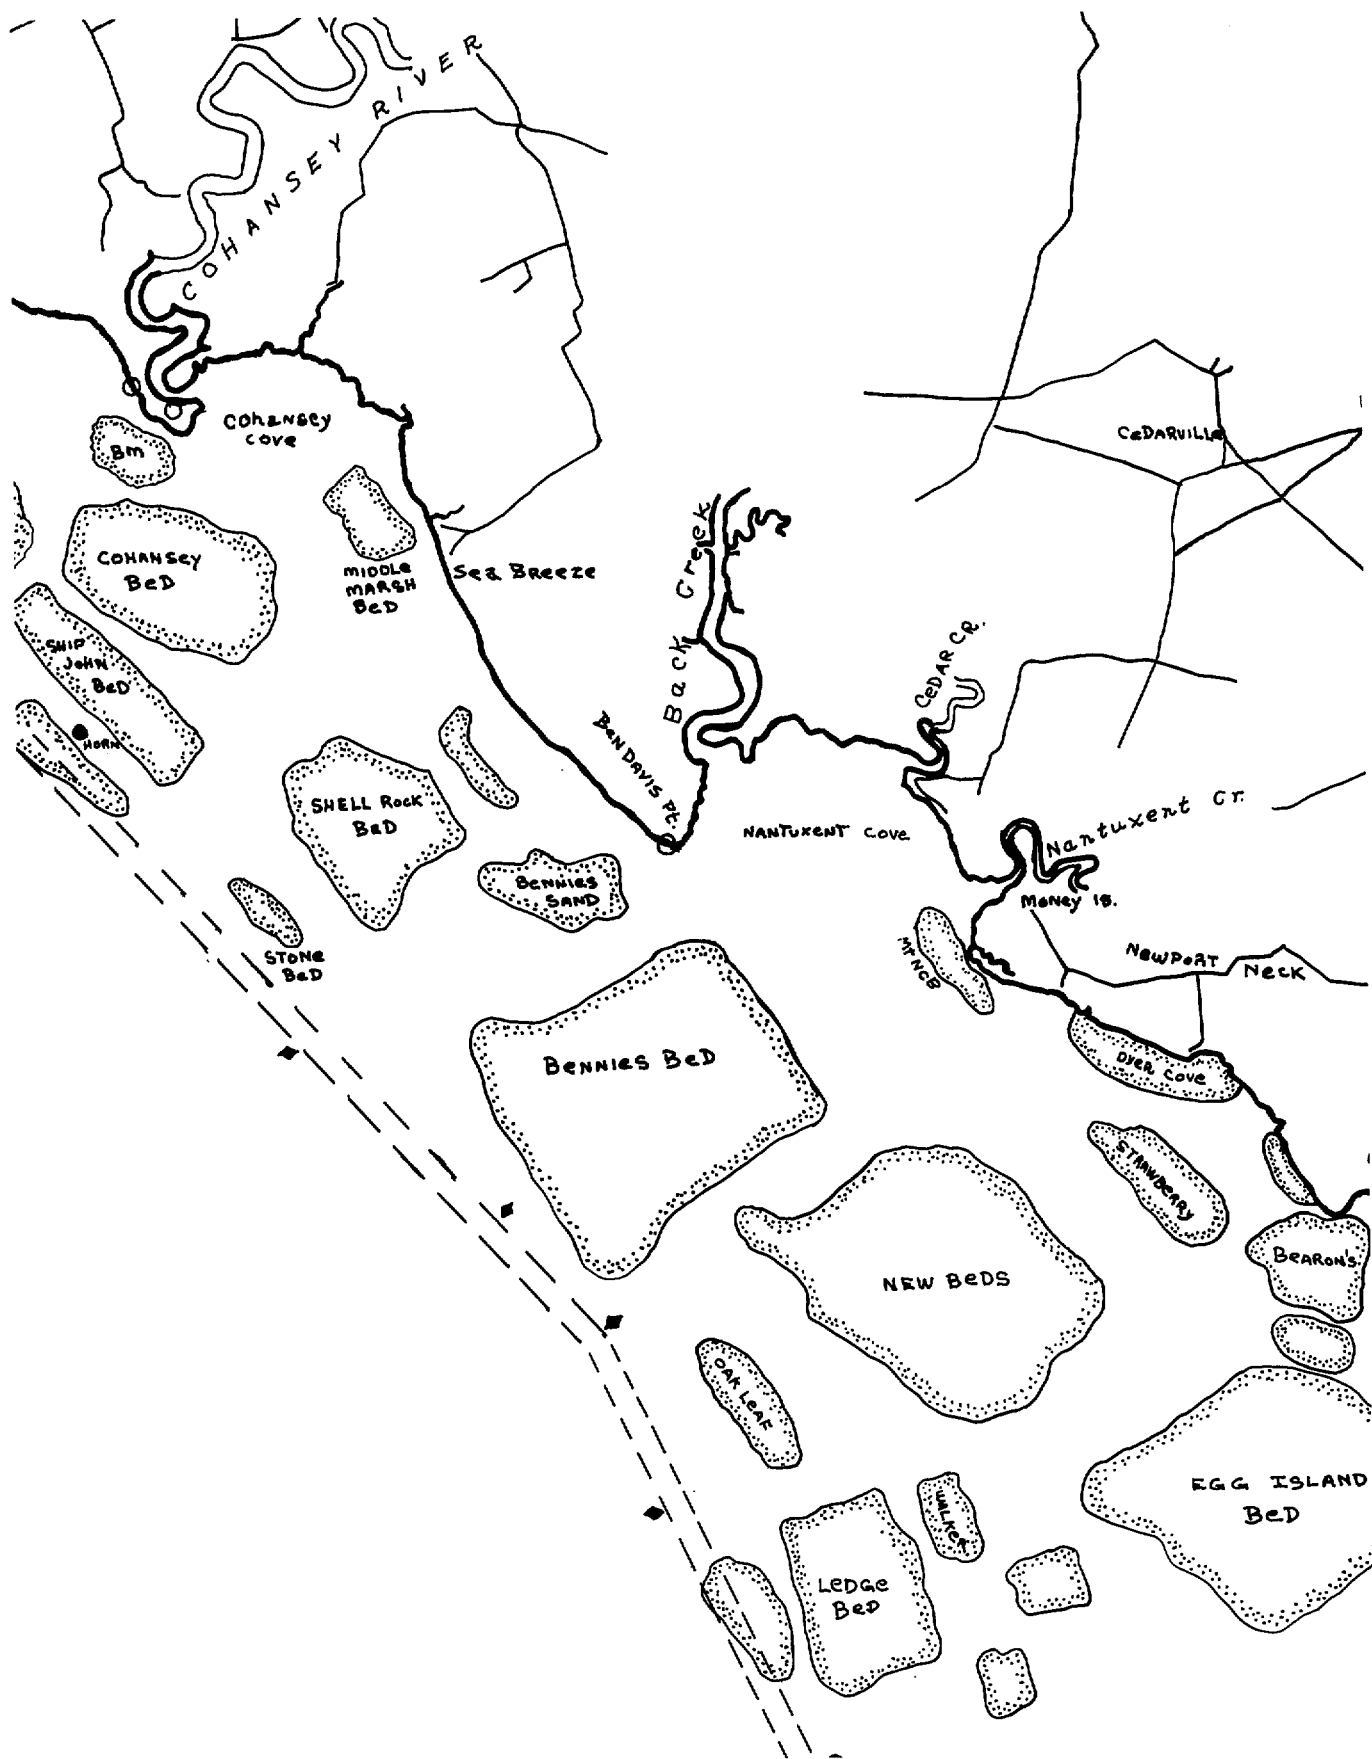 COHANSEY RIVER
COHANSEY
COVE
Bm
COHANSEY
BeD
MIDDLe
MARSH
BeD
Sea BReeze
SHIP
JOHN
BeD
HORN
Back Creek
CeDARVILLe
CeDAR CR.
BeN DAVIS Pt.
SHELL Rock
BeD
NANTUXENT COVe
Nantuxent Cr.
BeNNIES
SAND
MoNey IS.
STONe
BeD
NEWPORT NeCK
BeNNIES BeD
DYER COVe
STRAWBeRRY
BeARON'S
NEW BeDS
OAK LeAF
EGG ISLAND
BeD
WALKeR
LeDGe
BeD